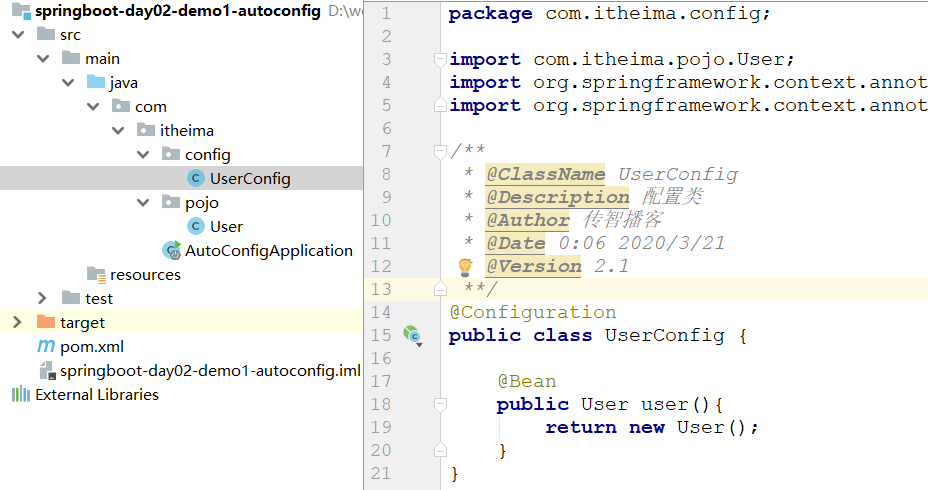 springboot-day02-demo1-autoconfig D:\w
src
main
java
com
itheima
config
UserConfig
pojo
User
AutoConfigApplication
resources
test
target
pom.xml
springboot-day02-demo1-autoconfig.iml
External Libraries
1 package com.itheima.config;
2
3 import com.itheima.pojo.User;
4 import org.springframework.context.annot
5 import org.springframework.context.annot
6
7 /**
8 * @ClassName UserConfig
9 * @Description 配置类
10 * @Author 传智播客
11 * @Date 0:06 2020/3/21
12 * @Version 2.1
13 **/
14 @Configuration
15 public class UserConfig {
16
17 @Bean
18 public User user(){
19 return new User();
20 }
21 }